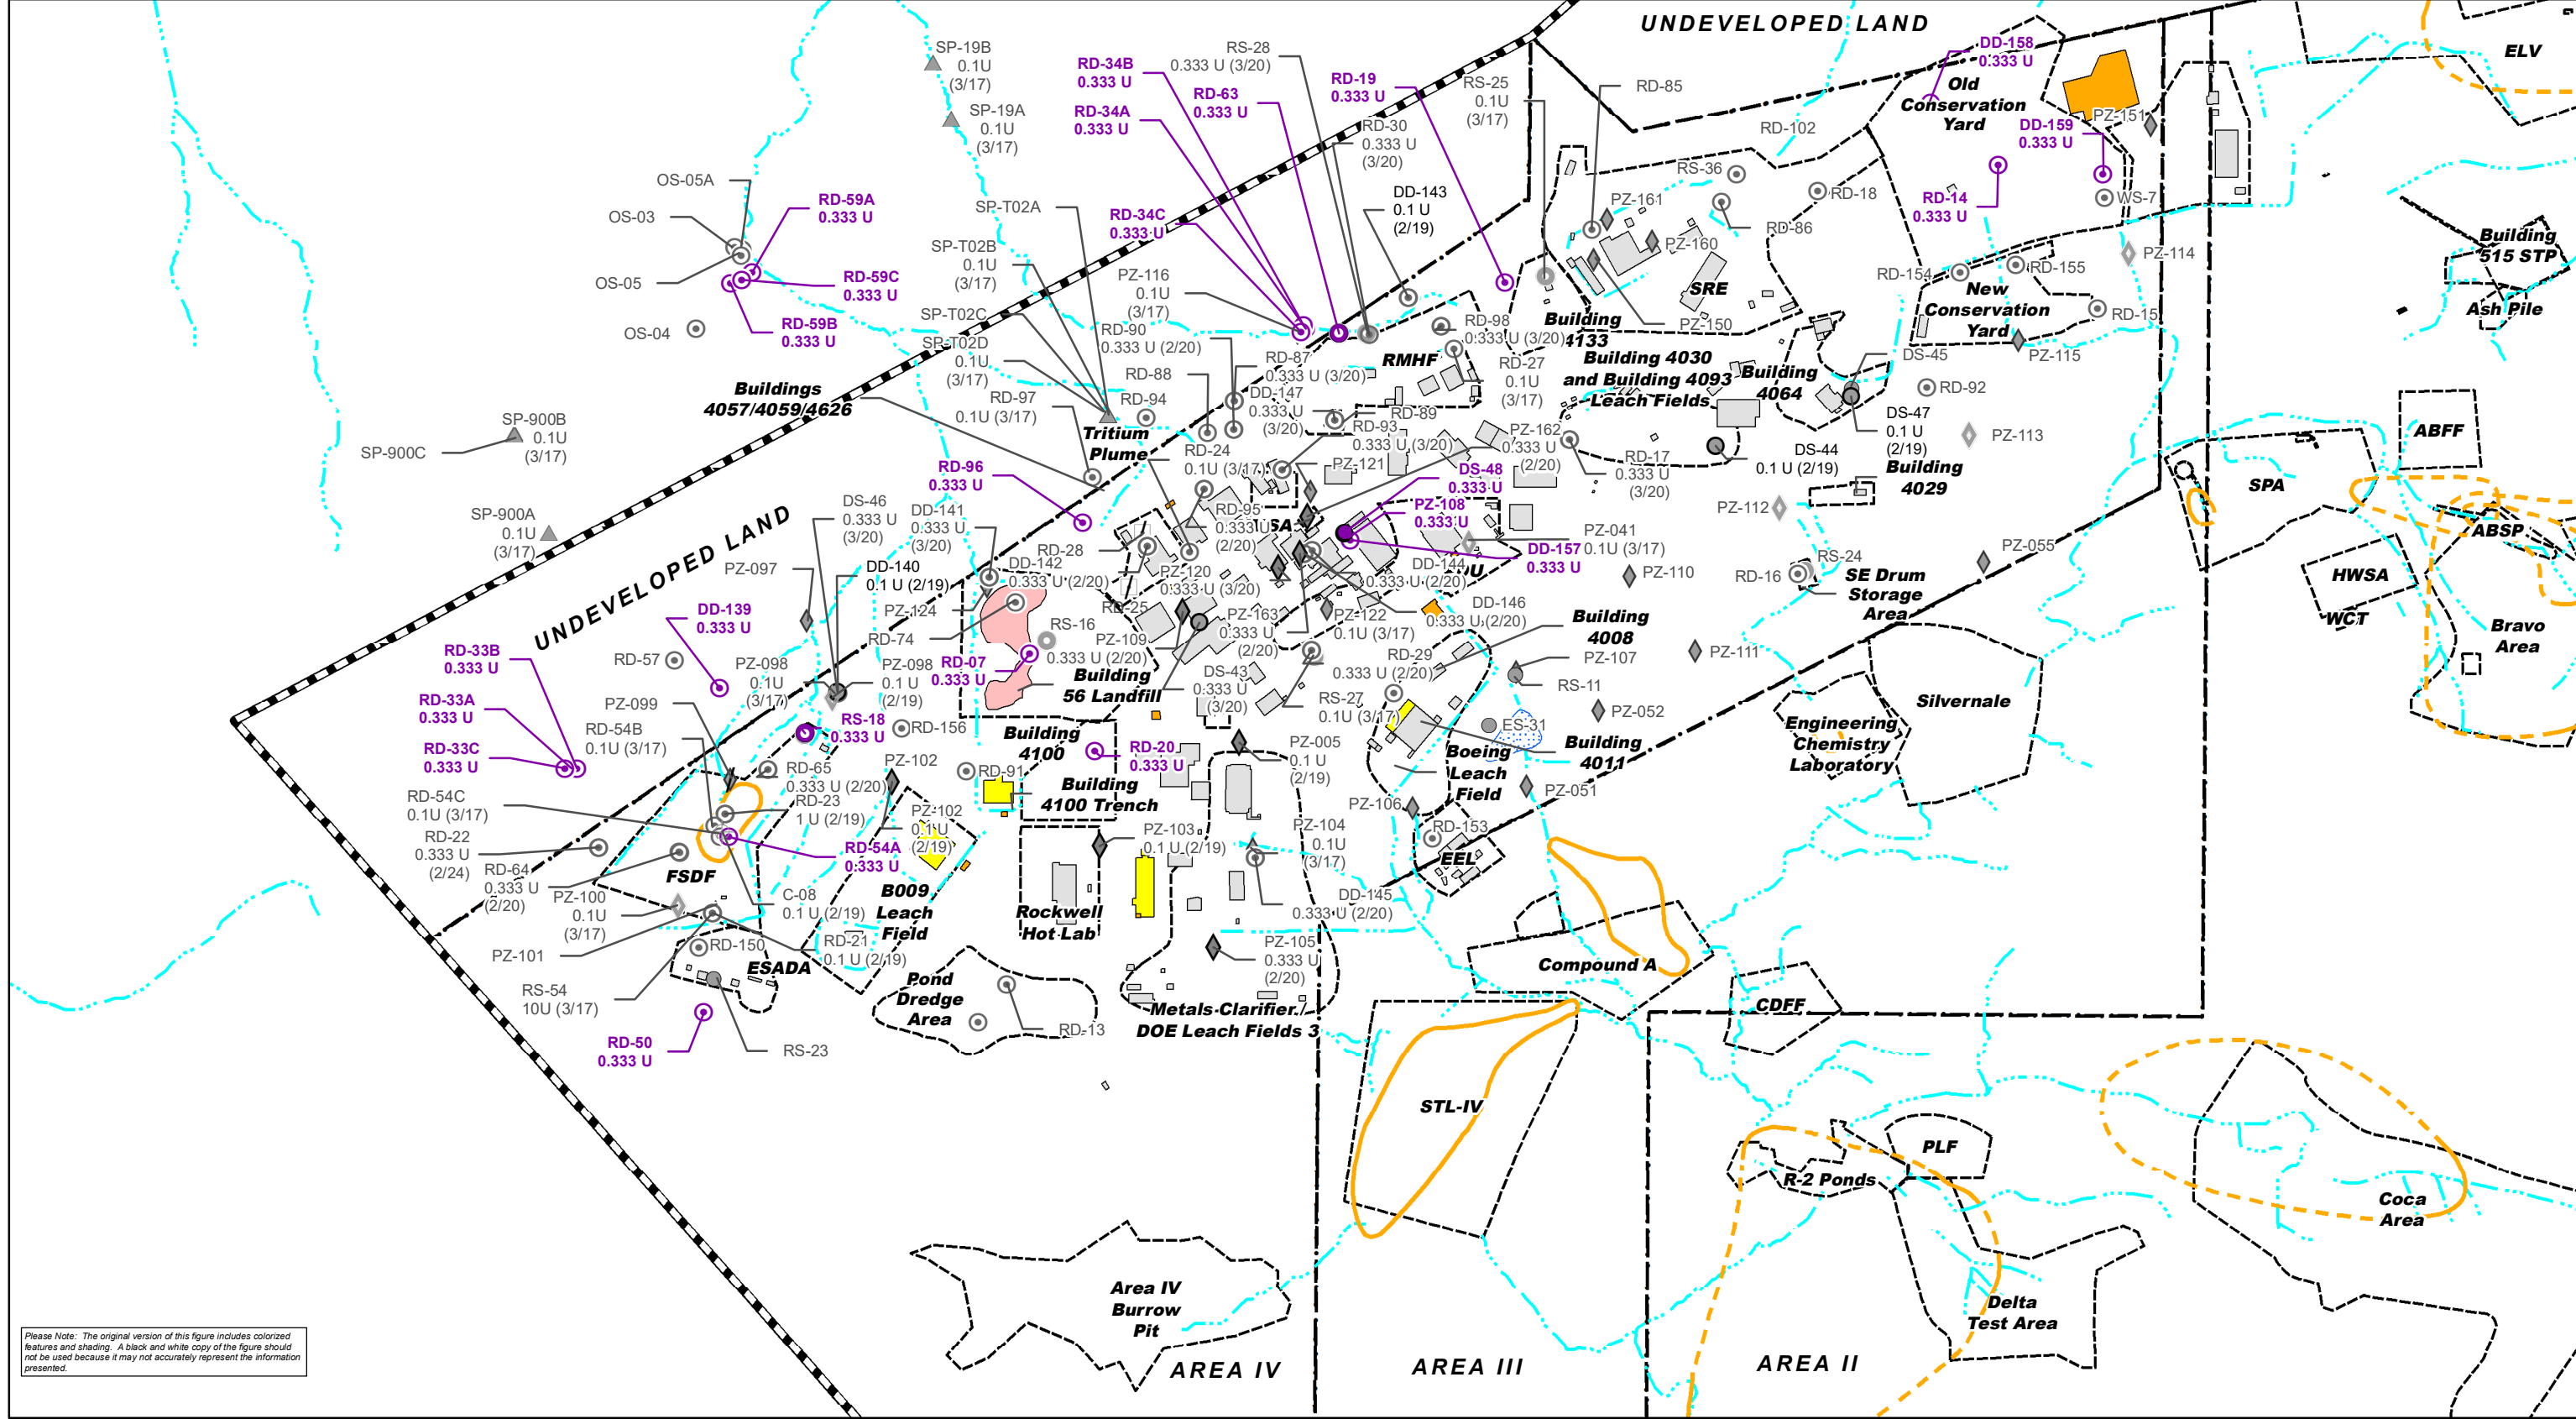 UNDEVELOPED LAND
ELV
SP-19B
0.1U
(3/17)
SP-19A
0.1U
(3/17)
RD-34B
0.333 U
RD-34A
0.333 U
RS-28
0.333 U (3/20)
RD-63
0.333 U
RD-19
0.333 U
RD-30
0.333 U
(3/20)
RS-25
0.1U
(3/17)
RD-85
RD-102
DD-158
0.333 U
Old
Conservation
Yard
DD-159
0.333 U
PZ-151
RD-14
0.333 U
WS-7
OS-05A
OS-03
OS-05
OS-04
RD-59A
0.333 U
RD-59C
0.333 U
RD-59B
0.333 U
SP-T02A
SP-T02B
0.1U
(3/17)
SP-T02C
SP-T02D
0.1U
(3/17)
RD-34C
0.333 U
DD-143
0.1 U
(2/19)
PZ-116
0.1U
(3/17)
RD-90
0.333 U (2/20)
RD-88
RD-87
0.333 U (3/20)
RD-97
0.1U (3/17)
RD-94
DD-147
0.333 U
(3/20)
RD-89
RD-93
0.333 U (3/20)
RS-36
RD-18
PZ-161
RD-86
PZ-160
SRE
PZ-150
Building
4133
RMHF
RD-98
0.333 U (3/20)
RD-27
0.1U
(3/17)
Building 4030
and Building 4093
Leach Fields
Building
4064
RD-154
RD-155
New
Conservation
Yard
RD-15
PZ-114
PZ-115
DS-45
RD-92
DS-47
0.1 U
(2/19)
PZ-113
Building
515 STP
Ash Pile
ABFF
SPA
ABSP
HWSA
WCT
Bravo
Area
Buildings
4057/4059/4626
Tritium
Plume
SP-900B
0.1U
(3/17)
SP-900C
SP-900A
0.1U
(3/17)
RD-96
0.333 U
RD-24
0.1U (3/17)
PZ-121
PZ-162
0.333 U
(2/20)
RD-17
0.333 U
(3/20)
DS-44
0.1 U (2/19)
Building
4029
DS-48
0.333 U
PZ-108
0.333 U
PZ-112
PZ-041
0.1U (3/17)
DD-157
0.333 U
PZ-110
RD-16
RS-24
SE Drum
Storage
Area
PZ-055
UNDEVELOPED LAND
DS-46
0.333 U
(3/20)
DD-141
0.333 U
(3/20)
RD-28
RD-95
0.333 U
(2/20)
DD-142
0.333 U (2/20)
PZ-120
0.333 U (3/20)
DD-144
0.333 U (2/20)
PZ-097
DD-140
0.1 U (2/19)
PZ-124
RD-25
RD-74
RS-16
PZ-109
0.333 U (2/20)
PZ-163
0.333 U
(2/20)
PZ-122
0.1U (3/17)
DD-146
0.333 U (2/20)
Building
4008
PZ-107
PZ-111
RS-11
DD-139
0.333 U
RD-33B
0.333 U
RD-57
PZ-098
0.1U
(3/17)
PZ-098
0.1 U
(2/19)
RD-07
0.333 U
Building
56 Landfill
DS-43
0.333 U
(3/20)
RD-29
0.333 U (2/20)
RS-27
0.1U (3/17)
RD-33A
0.333 U
RD-33C
0.333 U
PZ-099
RD-54B
0.1U (3/17)
RS-18
0.333 U
RD-156
Building
4100
RD-20
0.333 U
PZ-005
0.1 U
(2/19)
ES-31
PZ-052
Building
4011
Boeing
Leach
Field
PZ-051
Engineering
Chemistry
Laboratory
Silvernale
RD-65
0.333 U (2/20)
PZ-102
RD-91
Building
4100 Trench
RD-23
1 U (2/19)
PZ-102
0.1 U
(2/19)
RD-54C
0.1U (3/17)
RD-22
0.333 U
(2/24)
RD-54A
0.333 U
PZ-103
0.1 U (2/19)
PZ-104
0.1U
(3/17)
PZ-106
RD-153
EEL
RD-64
0.333 U
(2/20)
FSDF
PZ-100
0.1U
(3/17)
C-08
0.1 U (2/19)
B009
Leach
Field
Rockwell
Hot Lab
DD-145
0.333 U (2/20)
PZ-101
RD-150
ESADA
RD-21
0.1 U (2/19)
PZ-105
0.333 U
(2/20)
Compound A
RS-54
10U (3/17)
Pond
Dredge
Area
RD-13
Metals Clarifier/
DOE Leach Fields 3
CDFF
RD-50
0.333 U
RS-23
STL-IV
PLF
R-2 Ponds
Coca
Area
Area IV
Burrow
Pit
Delta
Test Area
AREA IV
AREA III
AREA II
Please Note: The original version of this figure includes colorized
features and shading. A black and white copy of the figure should
not be used because it may not accurately represent the information
presented.